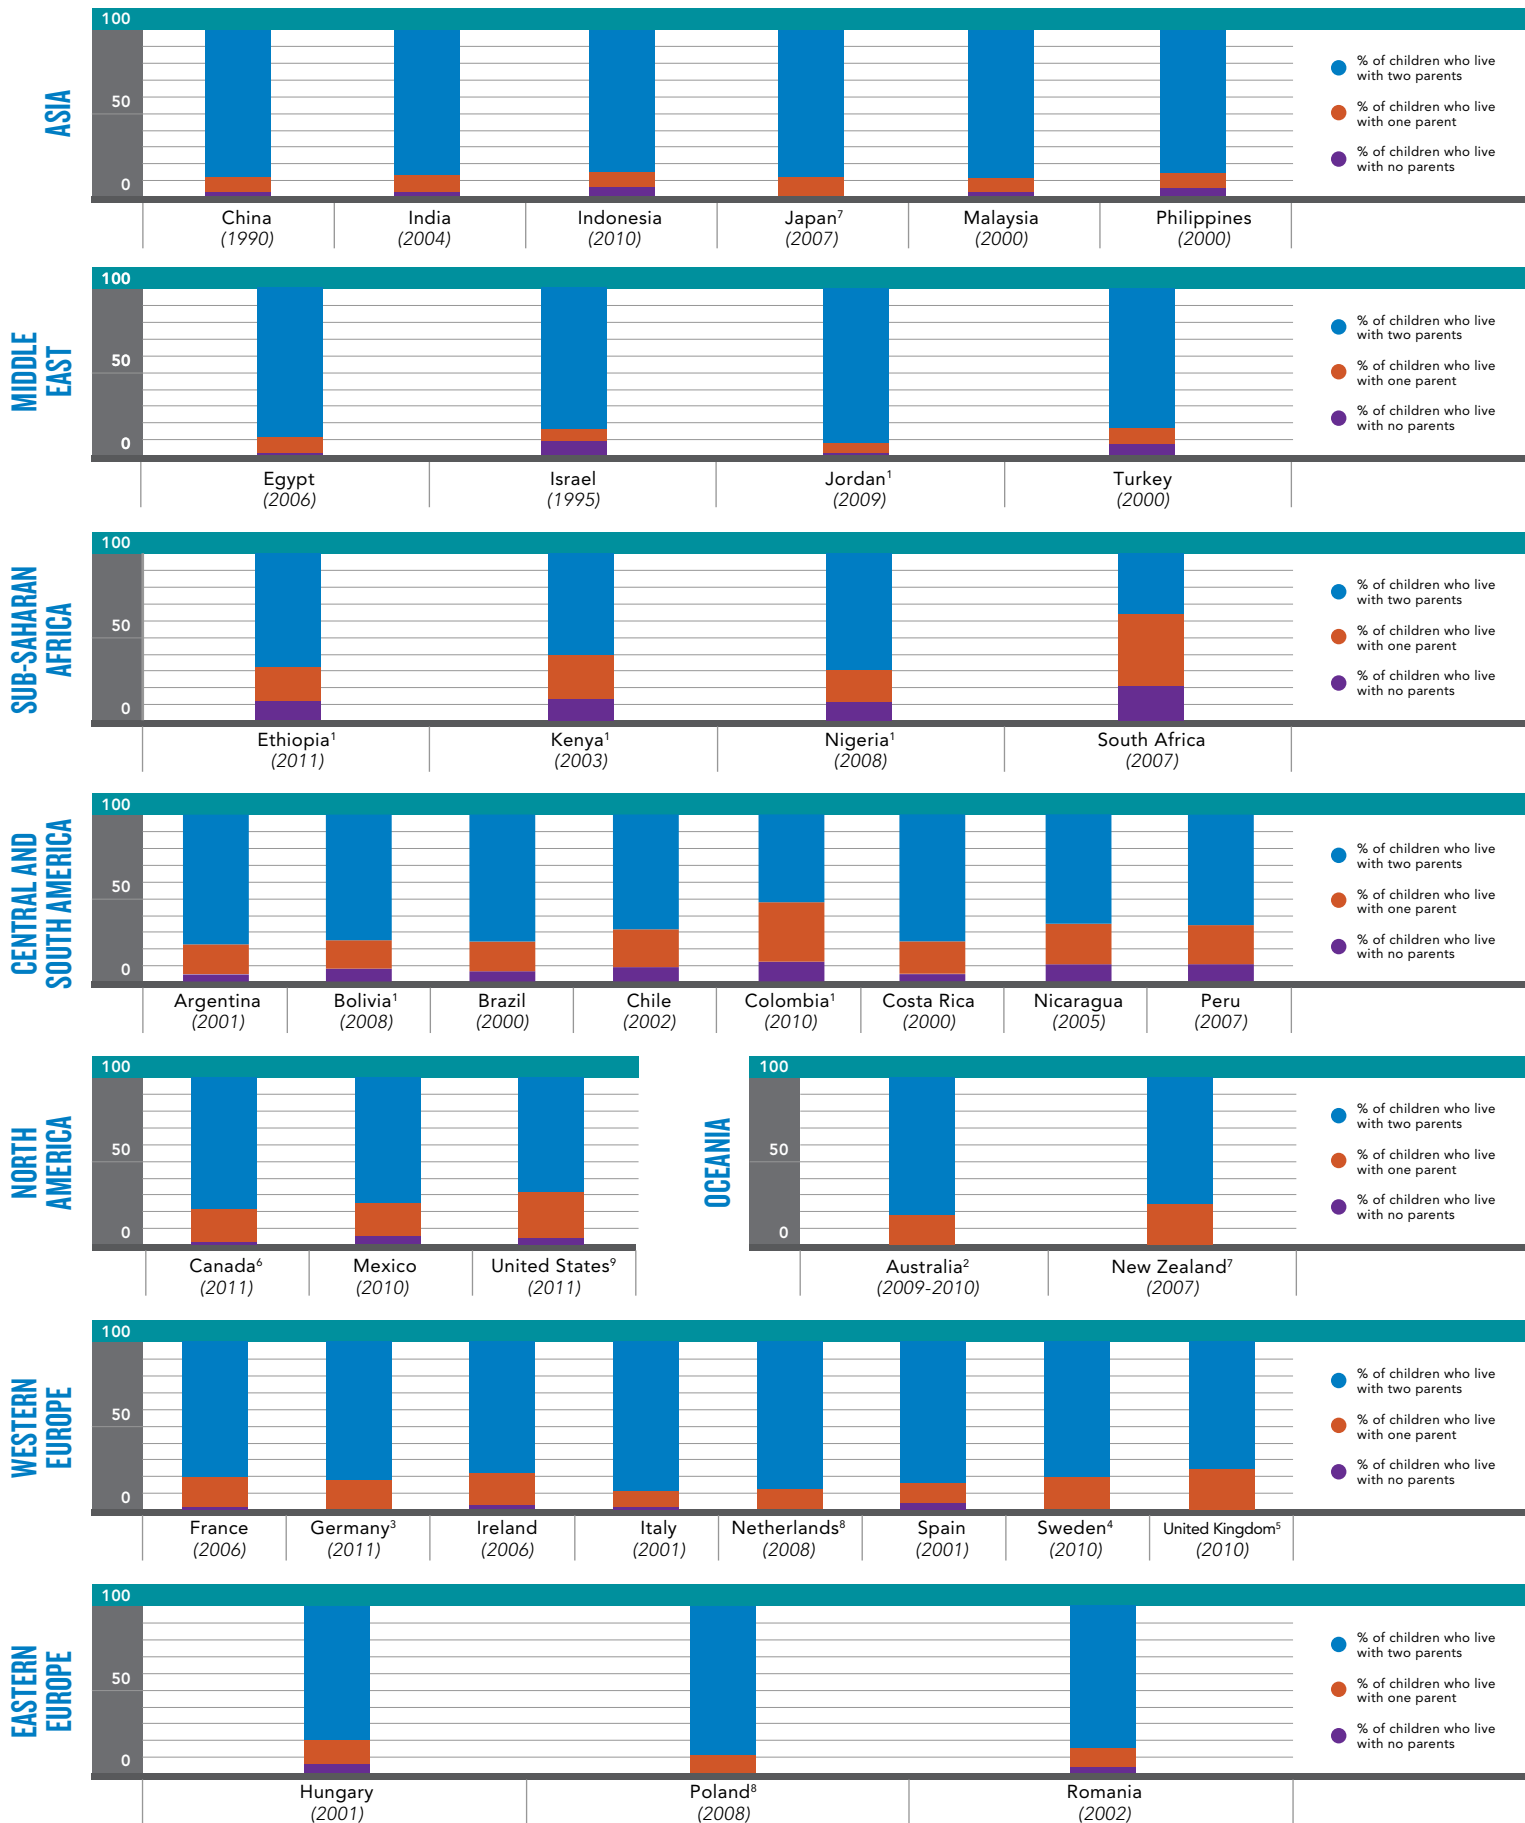 ASIA
100
50
0
% of children who live
with two parents
% of children who live
with one parent
% of children who live
with no parents
China
(1990)
India
(2004)
Indonesia
(2010)
Japan⁷
(2007)
Malaysia
(2000)
Philippines
(2000)
MIDDLE
EAST
100
50
0
% of children who live
with two parents
% of children who live
with one parent
% of children who live
with no parents
Egypt
(2006)
Israel
(1995)
Jordan¹
(2009)
Turkey
(2000)
SUB-SAHARAN
AFRICA
100
50
0
% of children who live
with two parents
% of children who live
with one parent
% of children who live
with no parents
Ethiopia¹
(2011)
Kenya¹
(2003)
Nigeria¹
(2008)
South Africa
(2007)
CENTRAL AND
SOUTH AMERICA
100
50
0
% of children who live
with two parents
% of children who live
with one parent
% of children who live
with no parents
Argentina
(2001)
Bolivia¹
(2008)
Brazil
(2000)
Chile
(2002)
Colombia¹
(2010)
Costa Rica
(2000)
Nicaragua
(2005)
Peru
(2007)
NORTH
AMERICA
100
50
0
Canada⁶
(2011)
Mexico
(2010)
United States⁹
(2011)
OCEANIA
100
50
0
% of children who live
with two parents
% of children who live
with one parent
% of children who live
with no parents
Australia²
(2009-2010)
New Zealand⁷
(2007)
WESTERN
EUROPE
100
50
0
% of children who live
with two parents
% of children who live
with one parent
% of children who live
with no parents
France
(2006)
Germany³
(2011)
Ireland
(2006)
Italy
(2001)
Netherlands⁸
(2008)
Spain
(2001)
Sweden⁴
(2010)
United Kingdom⁵
(2010)
EASTERN
EUROPE
100
50
0
% of children who live
with two parents
% of children who live
with one parent
% of children who live
with no parents
Hungary
(2001)
Poland⁸
(2008)
Romania
(2002)